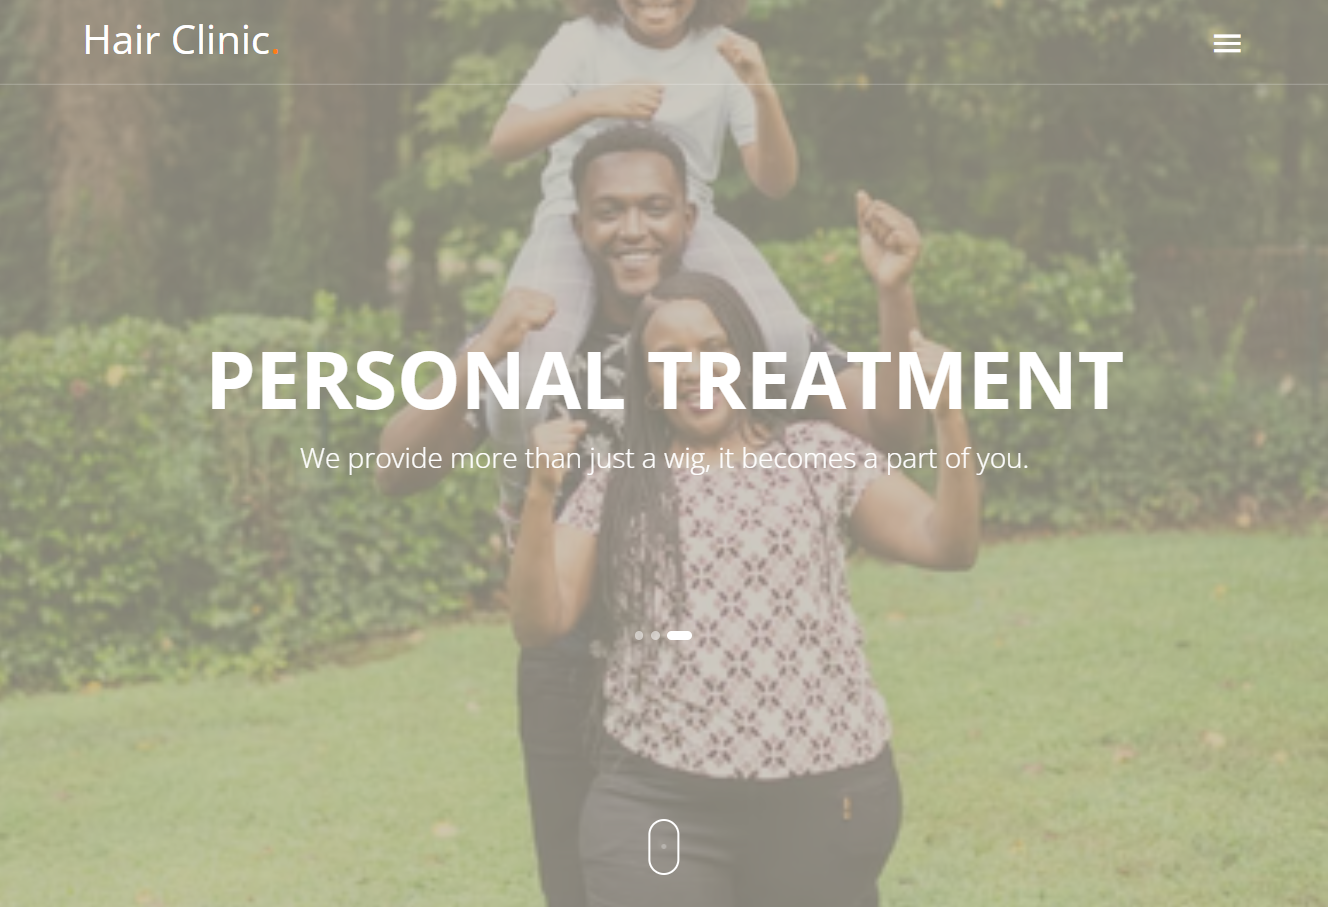 Hair Clinic.
PERSONAL TREATMENT
We provide more than just a wig, it becomes a part of you.